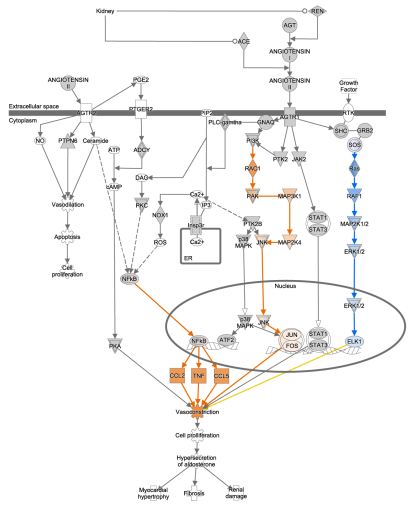 Kidney
REN
ACE
AGT
ANGIOTENSIN
I
ANGIOTENSIN
II
PGE2
ANGIOTENSIN
II
Growth
Factor
Extracellular space
Cytoplasm
AGTR2
PTGER2
PIP2
PLC-gamma
GNAQ
AGTR1
RTK
SHC
GRB2
SOS
NO
PTPN6
Ceramide
ATP
ADCY
PTK2
JAK2
DAG
RAC1
Ras
cAMP
PKC
Ca2+
IP3
PAK
MAP3K1
RAF1
Vasodilation
NOX1
Insp3r
PTK2B
STAT1
STAT3
MAP2K1/2
Apoptosis
ROS
Ca2+
p38
MAPK
JNK
MAP2K4
ERK1/2
ER
Cell
proliferation
NFkB
Nucleus
ERK1/2
p38
MAPK
JNK
PKA
NFkB
ATF2
JUN
FOS
STAT1
STAT3
ELK1
CCL2
TNF
CCL5
Vasoconstriction
Cell proliferation
Hypersecretion
of aldosterone
Myocardial
hypertrophy
Fibrosis
Renal
damage